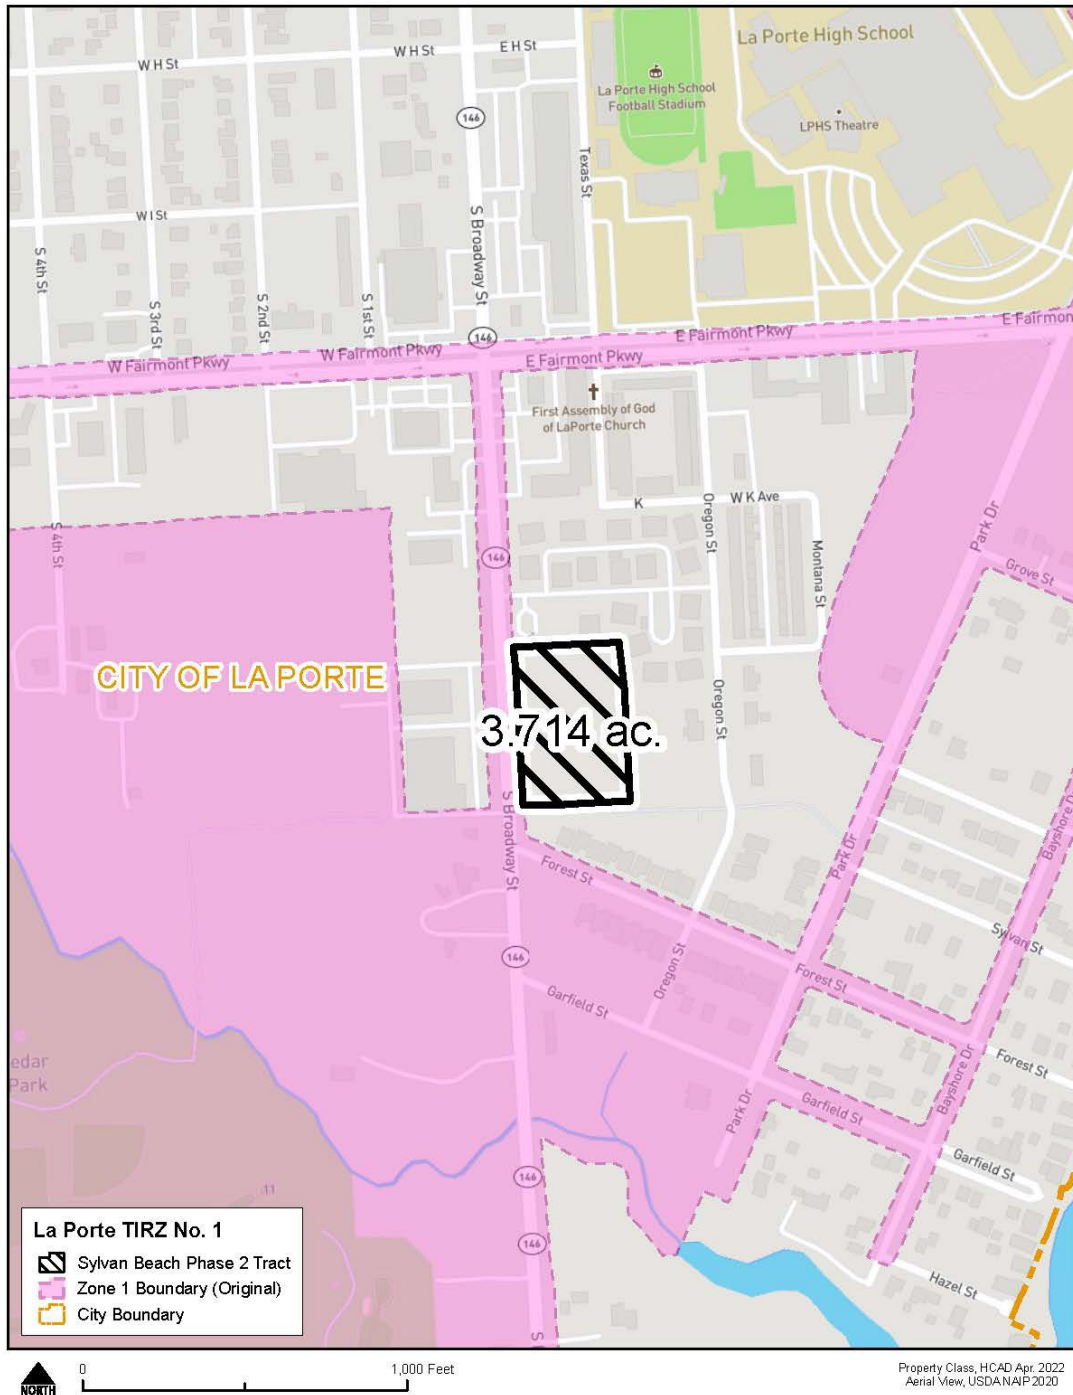 La Porte High School
W H St
W H St
E H St
La Porte High School
Football Stadium
LPHS Theatre
146
Texas St
W I St
S Broadway St
S 4th St
S 3rd St
S 2nd St
S 1st St
146
W Fairmont Pkwy
W Fairmont Pkwy
E Fairmont Pkwy
E Fairmont Pkwy
E Fairmon
First Assembly of God
of LaPorte Church
K
W K Ave
Oregon St
Park Dr
S 4th St
146
Montana St
Grove St
CITY OF LA PORTE
Oregon St
3.714 ac.
S Broadway St
Bayshore D
Park Dr
Forest St
Sylvan St
146
Oregon St
Forest St
Garfield St
Forest St
edar
Park
Bayshore Dr
Park Dr
Garfield St
Garfield St
146
11
146
Hazel St
S
La Porte TIRZ No. 1
Sylvan Beach Phase 2 Tract
Zone 1 Boundary (Original)
City Boundary
NORTH
0
1,000 Feet
Property Class, HCAD Apr. 2022
Aerial View, USDA NAIP 2020